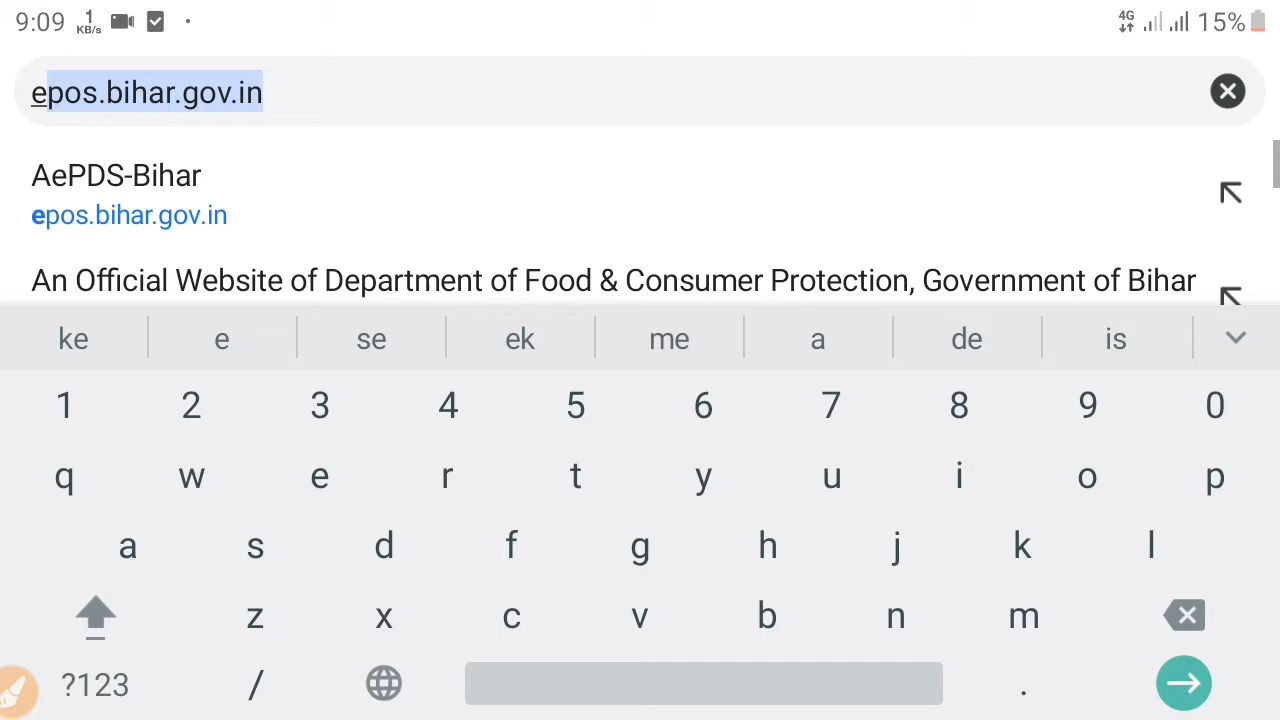 9:09 1 KB/s 4G 15%
epos.bihar.gov.in
AePDS-Bihar
epos.bihar.gov.in
An Official Website of Department of Food & Consumer Protection, Government of Bihar
ke e se ek me a de is
1 2 3 4 5 6 7 8 9 0
q w e r t y u i o p
a s d f g h j k l
z x c v b n m
?123 / .